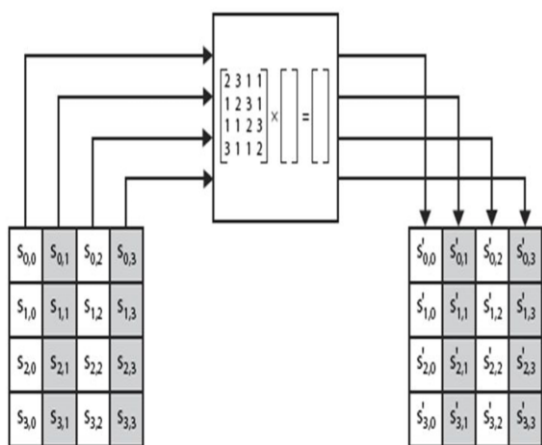 2 3 1 1
1 2 3 1 × =
1 1 2 3
3 1 1 2
S0,0 S0,1 S0,2 S0,3
S1,0 S1,1 S1,2 S1,3
S2,0 S2,1 S2,2 S2,3
S3,0 S3,1 S3,2 S3,3
S'0,0 S'0,1 S'0,2 S'0,3
S'1,0 S'1,1 S'1,2 S'1,3
S'2,0 S'2,1 S'2,2 S'2,3
S'3,0 S'3,1 S'3,2 S'3,3